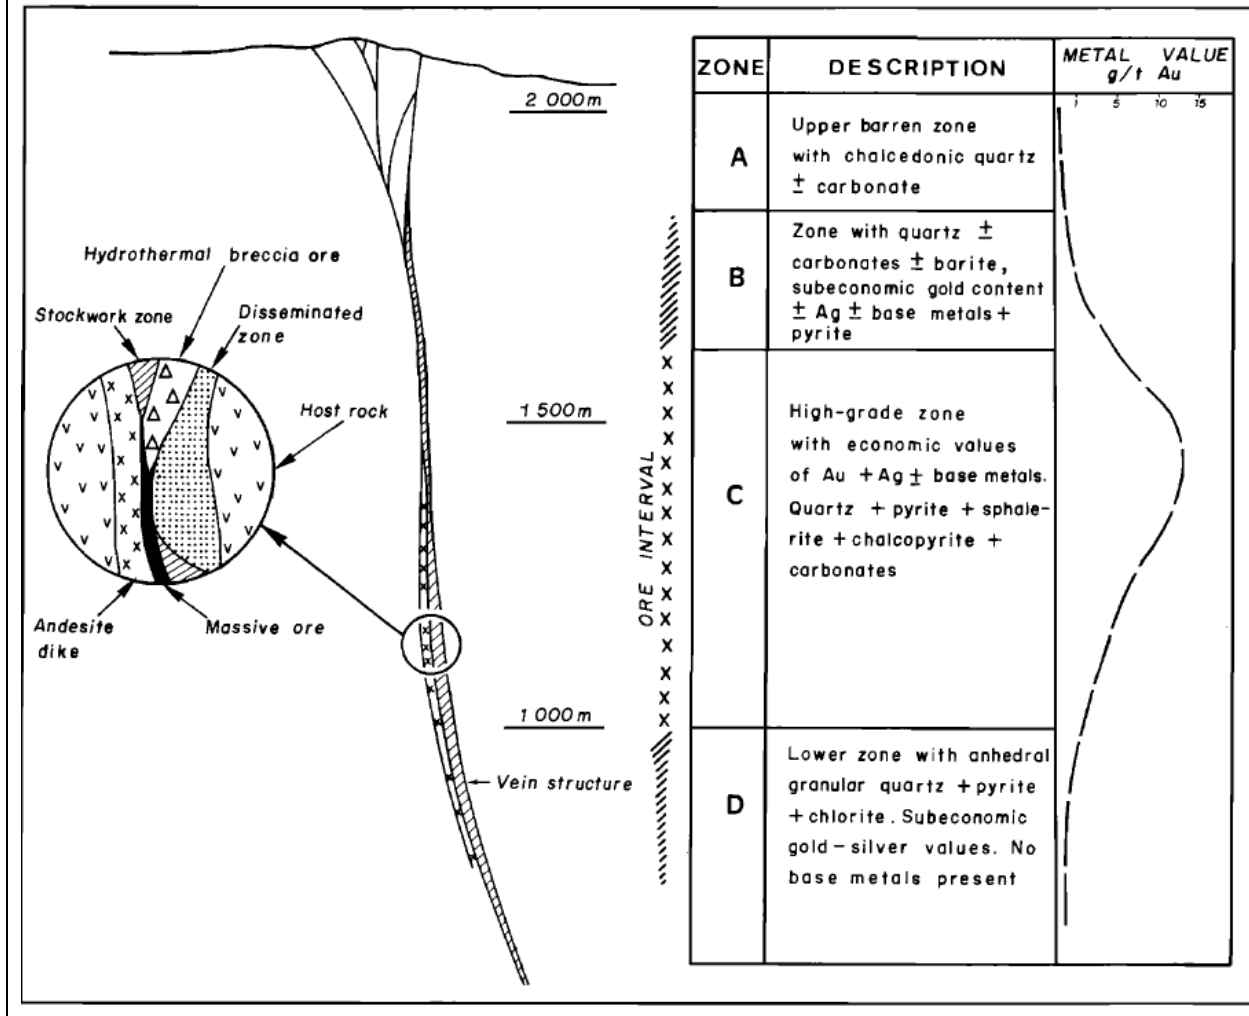 2 000m
Hydrothermal breccia ore
Stockwork zone
Disseminated
zone
Host rock
1 500m
Andesite
dike
Massive ore
1 000m
Vein structure
ORE INTERVAL
ZONE
DESCRIPTION
METAL VALUE
g/t Au
1 5 10 15
A
Upper barren zone
with chalcedonic quartz
± carbonate
B
Zone with quartz ±
carbonates ± barite,
subeconomic gold content
± Ag ± base metals +
pyrite
C
High-grade zone
with economic values
of Au + Ag ± base metals.
Quartz + pyrite + sphale-
rite + chalcopyrite +
carbonates
D
Lower zone with anhedral
granular quartz + pyrite
+ chlorite. Subeconomic
gold-silver values. No
base metals present